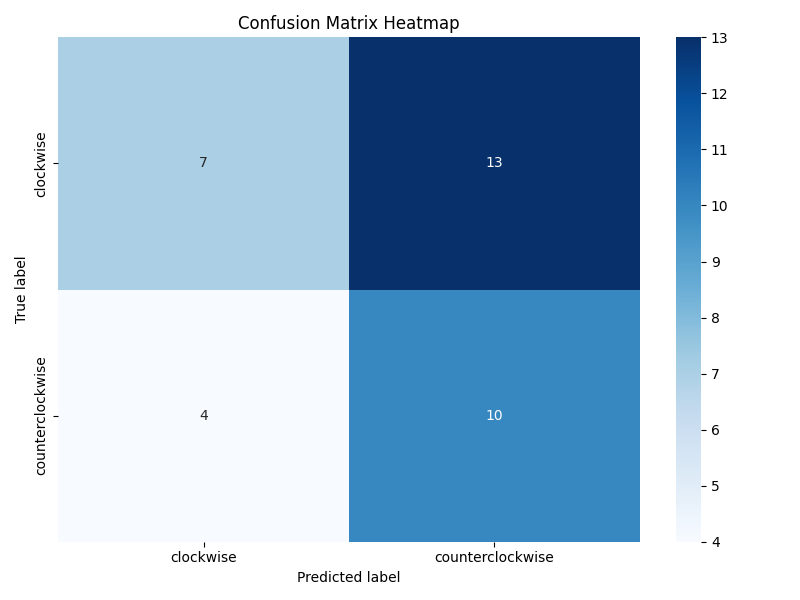 Confusion Matrix Heatmap
True label
clockwise
counterclockwise
7
13
4
10
clockwise
counterclockwise
Predicted label
13
12
11
10
9
8
7
6
5
4